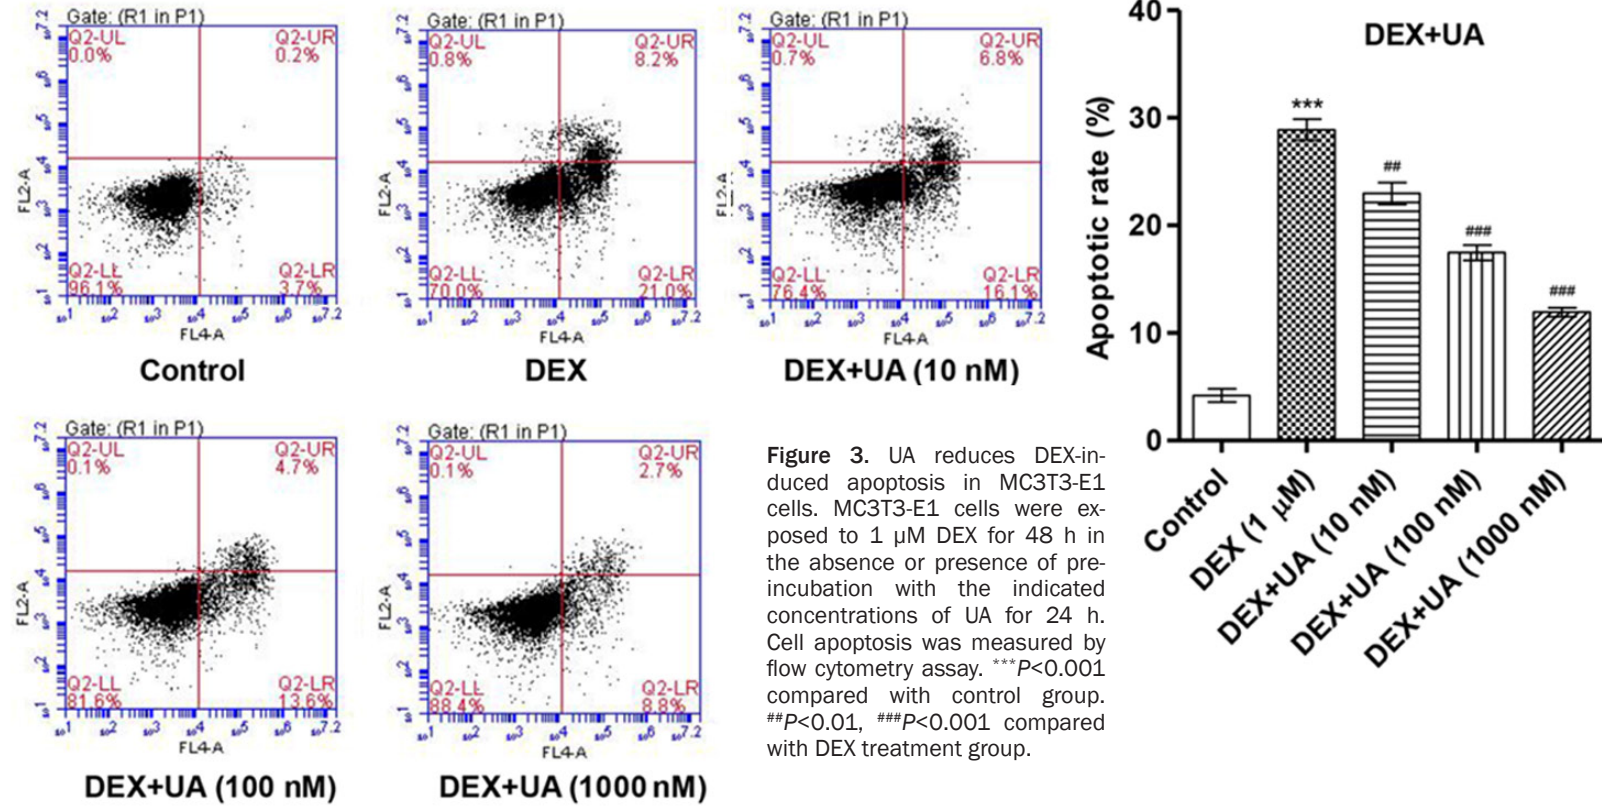 Gate: (R1 in P1)
Q2-UL
0.0%
Q2-UR
0.2%
Q2-LL
96.1%
Q2-LR
3.7%
FL2-A
FL4-A
Control
Gate: (R1 in P1)
Q2-UL
0.8%
Q2-UR
8.2%
Q2-LL
70.0%
Q2-LR
21.0%
FL2-A
FL4-A
DEX
Gate: (R1 in P1)
Q2-UL
0.7%
Q2-UR
6.8%
Q2-LL
76.4%
Q2-LR
16.1%
FL2-A
FL4-A
DEX+UA (10 nM)
DEX+UA
Apoptotic rate (%)
40
30
20
10
0
***
##
###
###
Control
DEX (1 μM)
DEX+UA (10 nM)
DEX+UA (100 nM)
DEX+UA (1000 nM)
Gate: (R1 in P1)
Q2-UL
0.1%
Q2-UR
4.7%
Q2-LL
81.6%
Q2-LR
13.6%
FL2-A
FL4-A
DEX+UA (100 nM)
Gate: (R1 in P1)
Q2-UL
0.1%
Q2-UR
2.7%
Q2-LL
88.4%
Q2-LR
8.8%
FL2-A
FL4-A
DEX+UA (1000 nM)
Figure 3. UA reduces DEX-in-
duced apoptosis in MC3T3-E1
cells. MC3T3-E1 cells were ex-
posed to 1 μM DEX for 48 h in
the absence or presence of pre-
incubation with the indicated
concentrations of UA for 24 h.
Cell apoptosis was measured by
flow cytometry assay. ***P<0.001
compared with control group.
##P<0.01, ###P<0.001 compared
with DEX treatment group.